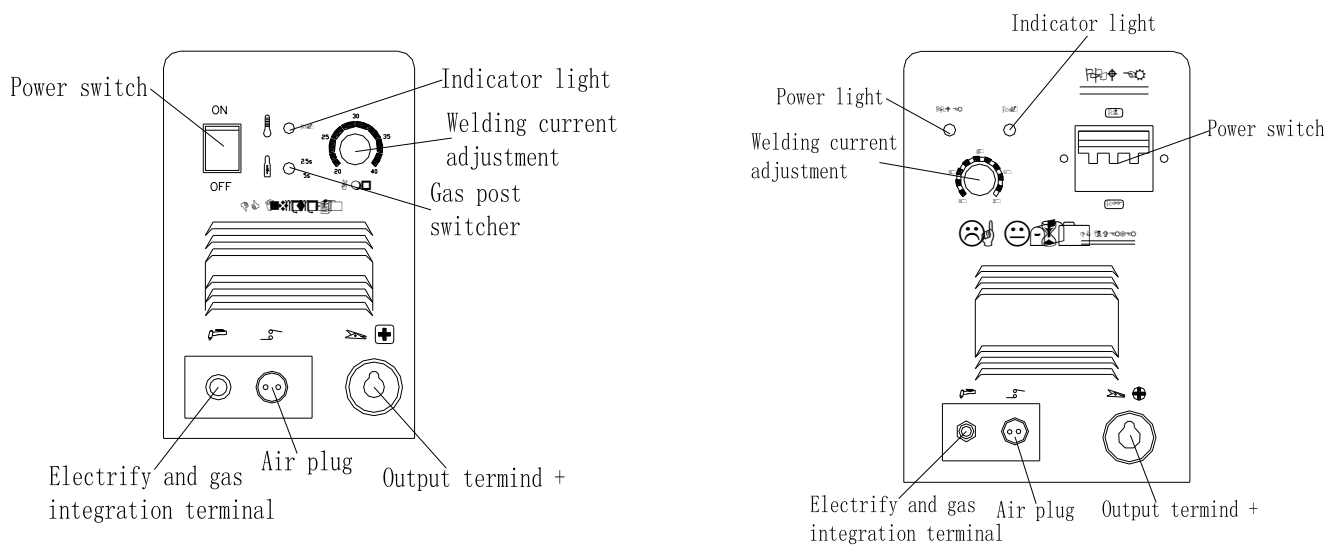 Power switch
ON
OFF
Indicator light
Welding current
adjustment
30
25
35
20
40
2.5s
5s
Gas post
switcher
Electrify and gas
integration terminal
Air plug
Output termind +
Indicator light
Power light
Welding current
adjustment
Power switch
Electrify and gas
integration terminal
Air plug
Output termind +